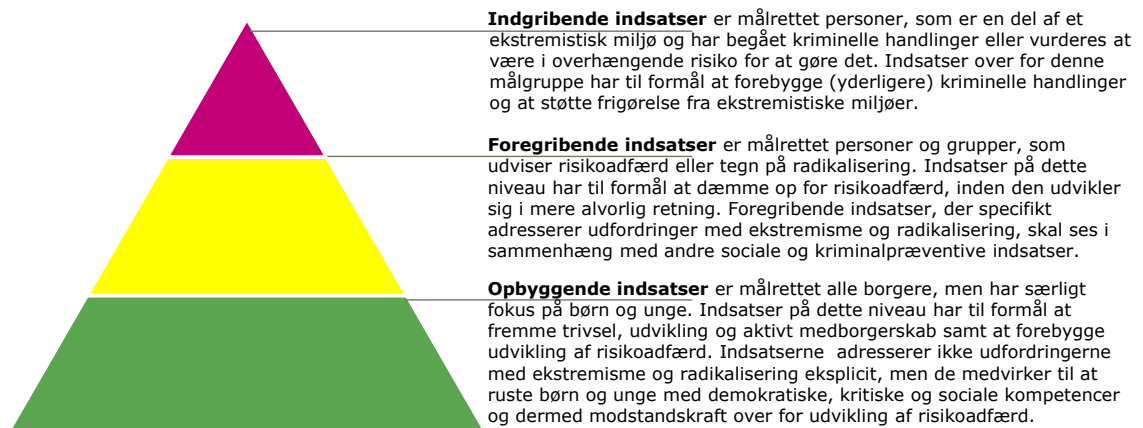 Indgribende indsatser er målrettet personer, som er en del af et
ekstremistisk miljø og har begået kriminelle handlinger eller vurderes at
være i overhængende risiko for at gøre det. Indsatser over for denne
målgruppe har til formål at forebygge (yderligere) kriminelle handlinger
og at støtte frigørelse fra ekstremistiske miljøer.
Foregribende indsatser er målrettet personer og grupper, som
udviser risikoadfærd eller tegn på radikalisering. Indsatser på dette
niveau har til formål at dæmme op for risikoadfærd, inden den udvikler
sig i mere alvorlig retning. Foregribende indsatser, der specifikt
adresserer udfordringer med ekstremisme og radikalisering, skal ses i
sammenhæng med andre sociale og kriminalpræventive indsatser.
Opbyggende indsatser er målrettet alle borgere, men har særligt
fokus på børn og unge. Indsatser på dette niveau har til formål at
fremme trivsel, udvikling og aktivt medborgerskab samt at forebygge
udvikling af risikoadfærd. Indsatserne  adresserer ikke udfordringerne
med ekstremisme og radikalisering eksplicit, men de medvirker til at
ruste børn og unge med demokratiske, kritiske og sociale kompetencer
og dermed modstandskraft over for udvikling af risikoadfærd.